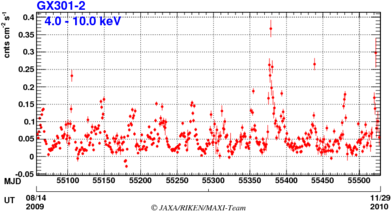 GX301-2
4.0 - 10.0 keV
cnts cm⁻² s⁻¹
0.4
0.35
0.3
0.25
0.2
0.15
0.1
0.05
0
-0.05
MJD 55100 55150 55200 55250 55300 55350 55400 55450 55500
UT 08/14 2009 11/29 2010
© JAXA/RIKEN/MAXI-Team